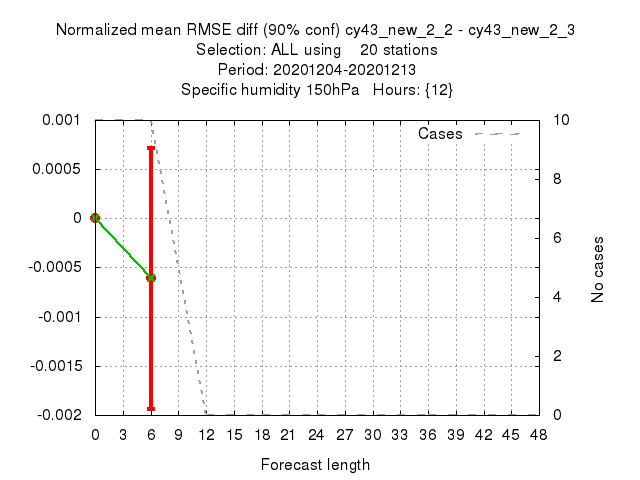 Normalized mean RMSE diff (90% conf) cy43_new_2_2 - cy43_new_2_3
Selection: ALL using    20 stations
Period: 20201204-20201213
Specific humidity 150hPa   Hours: {12}
Cases
0.001
0.0005
0
-0.0005
-0.001
-0.0015
-0.002
10
8
6
4
2
0
No cases
0 3 6 9 12 15 18 21 24 27 30 33 36 39 42 45 48
Forecast length